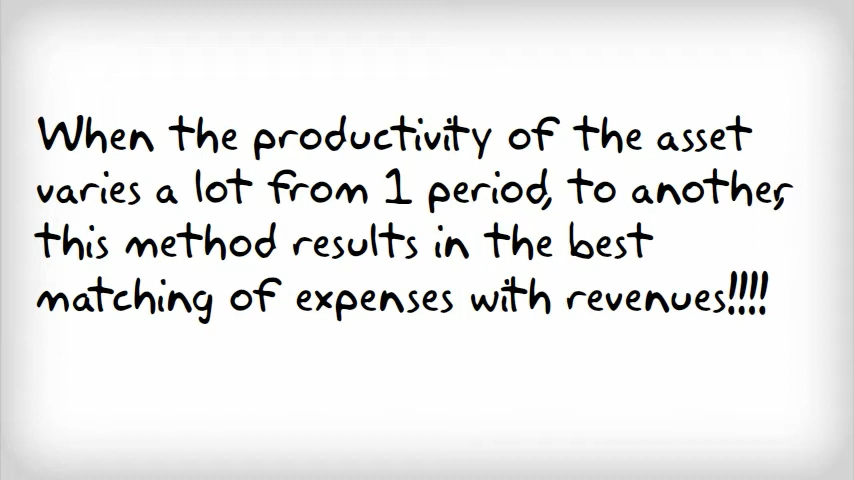 When the productivity of the asset
varies a lot from 1 period, to another,
this method results in the best
matching of expenses with revenues!!!!